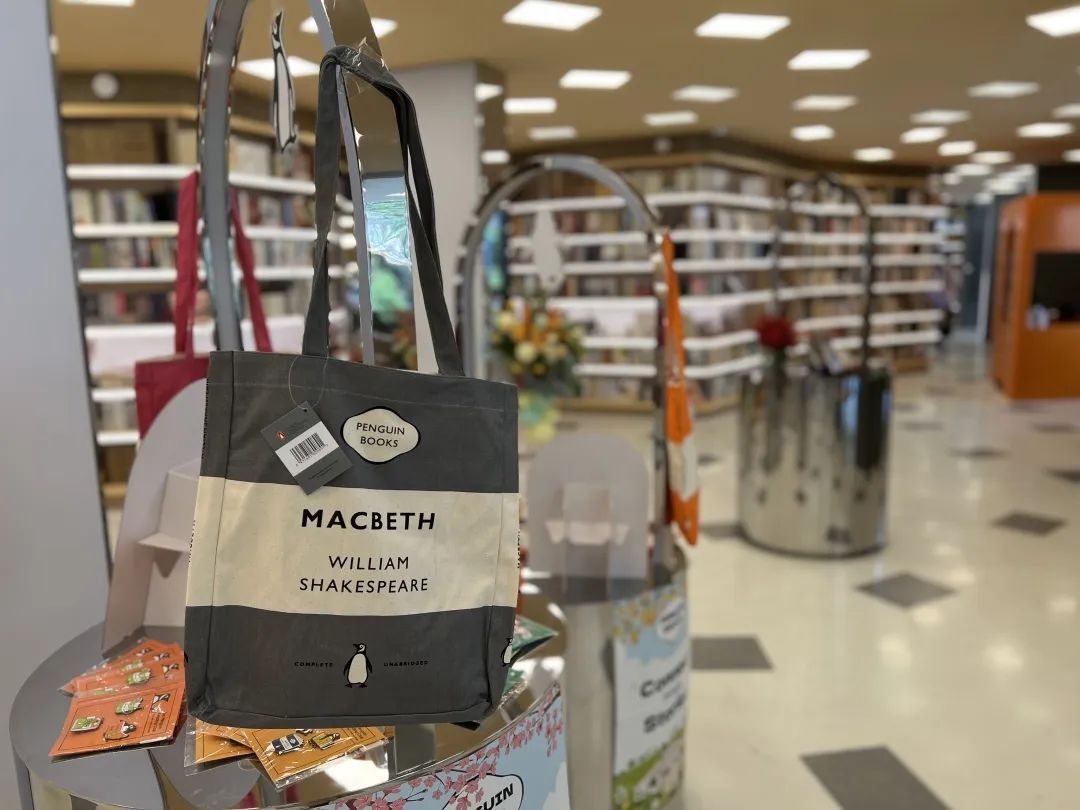 PENGUIN
BOOKS
MACBETH
WILLIAM
SHAKESPEARE
COMPLETE UNABRIDGED